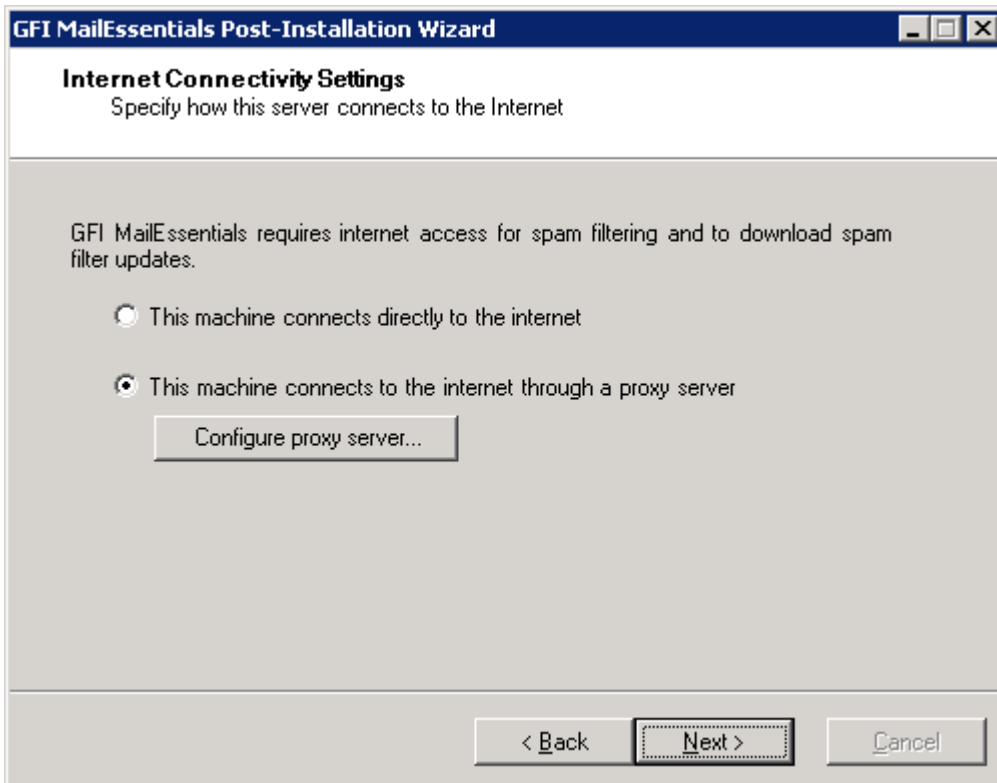 GFI MailEssentials Post-Installation Wizard
Internet Connectivity Settings
Specify how this server connects to the Internet
GFI MailEssentials requires internet access for spam filtering and to download spam
filter updates.
This machine connects directly to the internet
This machine connects to the internet through a proxy server
Configure proxy server...
< Back
Next >
Cancel